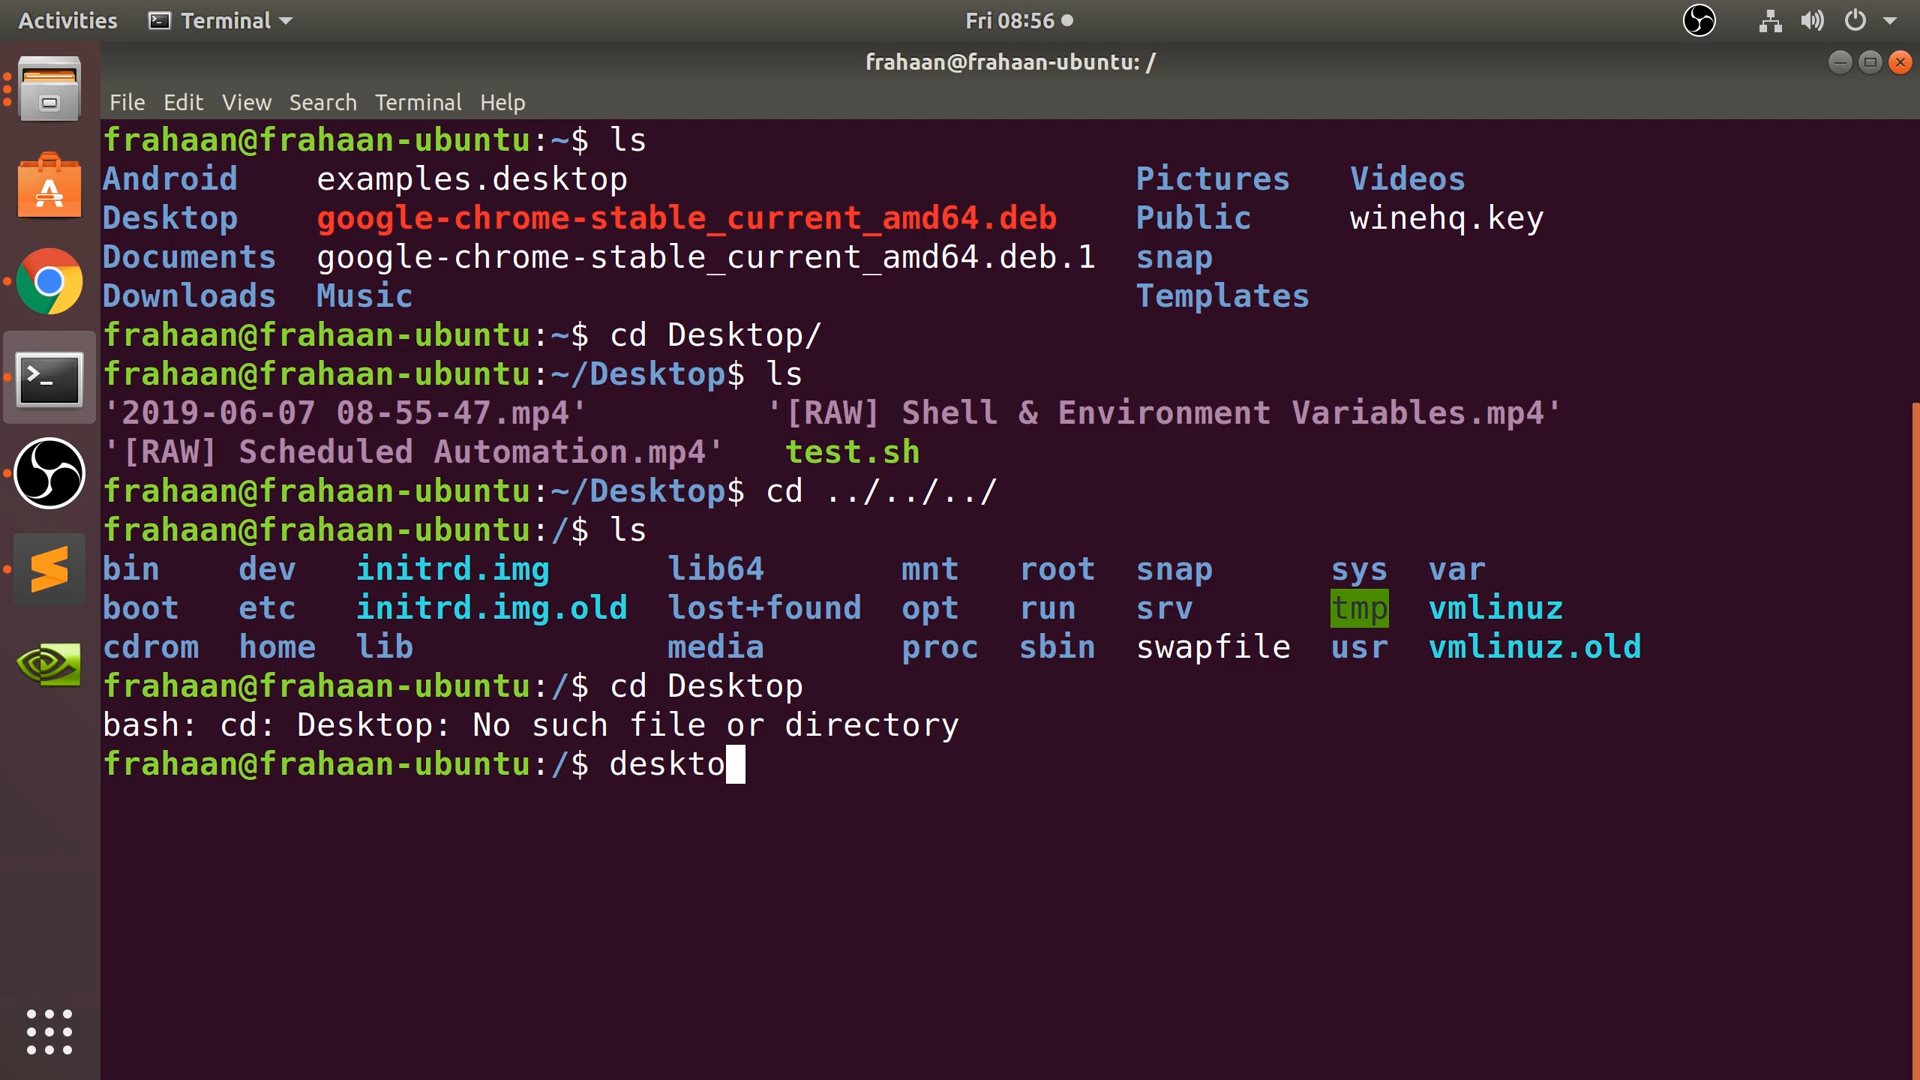 Activities Terminal Fri 08:56
frahaan@frahaan-ubuntu: /
File Edit View Search Terminal Help
frahaan@frahaan-ubuntu:~$ ls
Android examples.desktop Pictures Videos
Desktop google-chrome-stable_current_amd64.deb Public winehq.key
Documents google-chrome-stable_current_amd64.deb.1 snap
Downloads Music Templates
frahaan@frahaan-ubuntu:~$ cd Desktop/
frahaan@frahaan-ubuntu:~/Desktop$ ls
'2019-06-07 08-55-47.mp4' '[RAW] Shell & Environment Variables.mp4'
'[RAW] Scheduled Automation.mp4' test.sh
frahaan@frahaan-ubuntu:~/Desktop$ cd ../../../
frahaan@frahaan-ubuntu:/$ ls
bin dev initrd.img lib64 mnt root snap sys var
boot etc initrd.img.old lost+found opt run srv tmp vmlinuz
cdrom home lib media proc sbin swapfile usr vmlinuz.old
frahaan@frahaan-ubuntu:/$ cd Desktop
bash: cd: Desktop: No such file or directory
frahaan@frahaan-ubuntu:/$ deskto